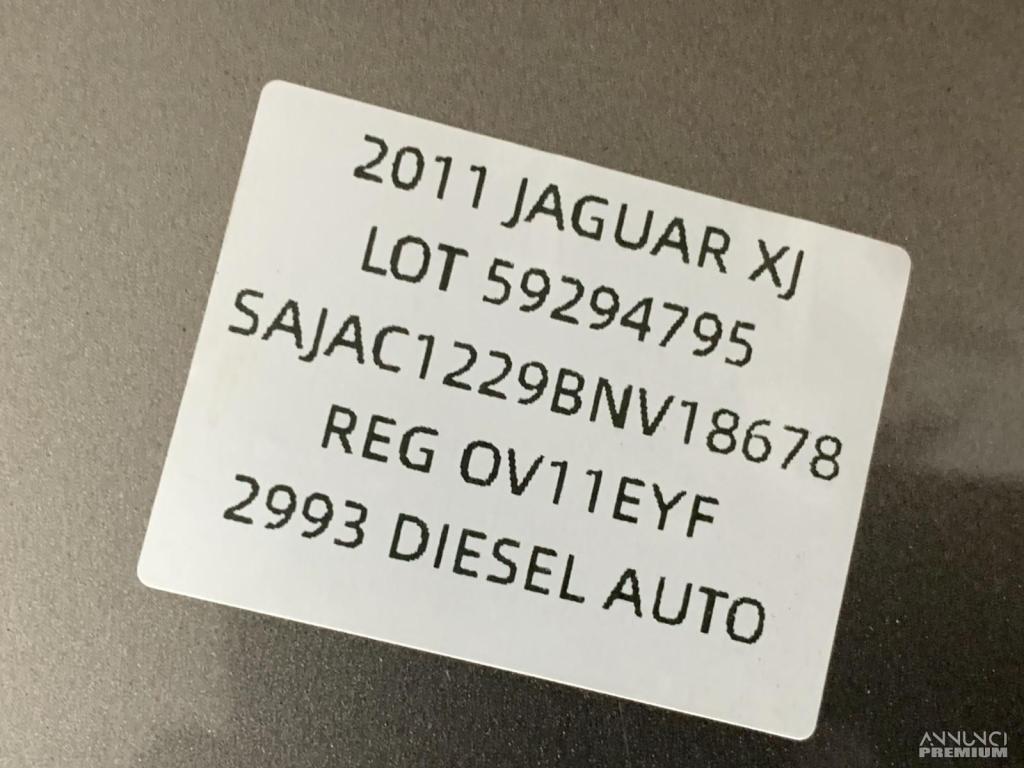 2011 JAGUAR XJ
LOT 59294795
SAJAC1229BNV18678
REG OV11EYF
2993 DIESEL AUTO
ANNUNCI
PREMIUM